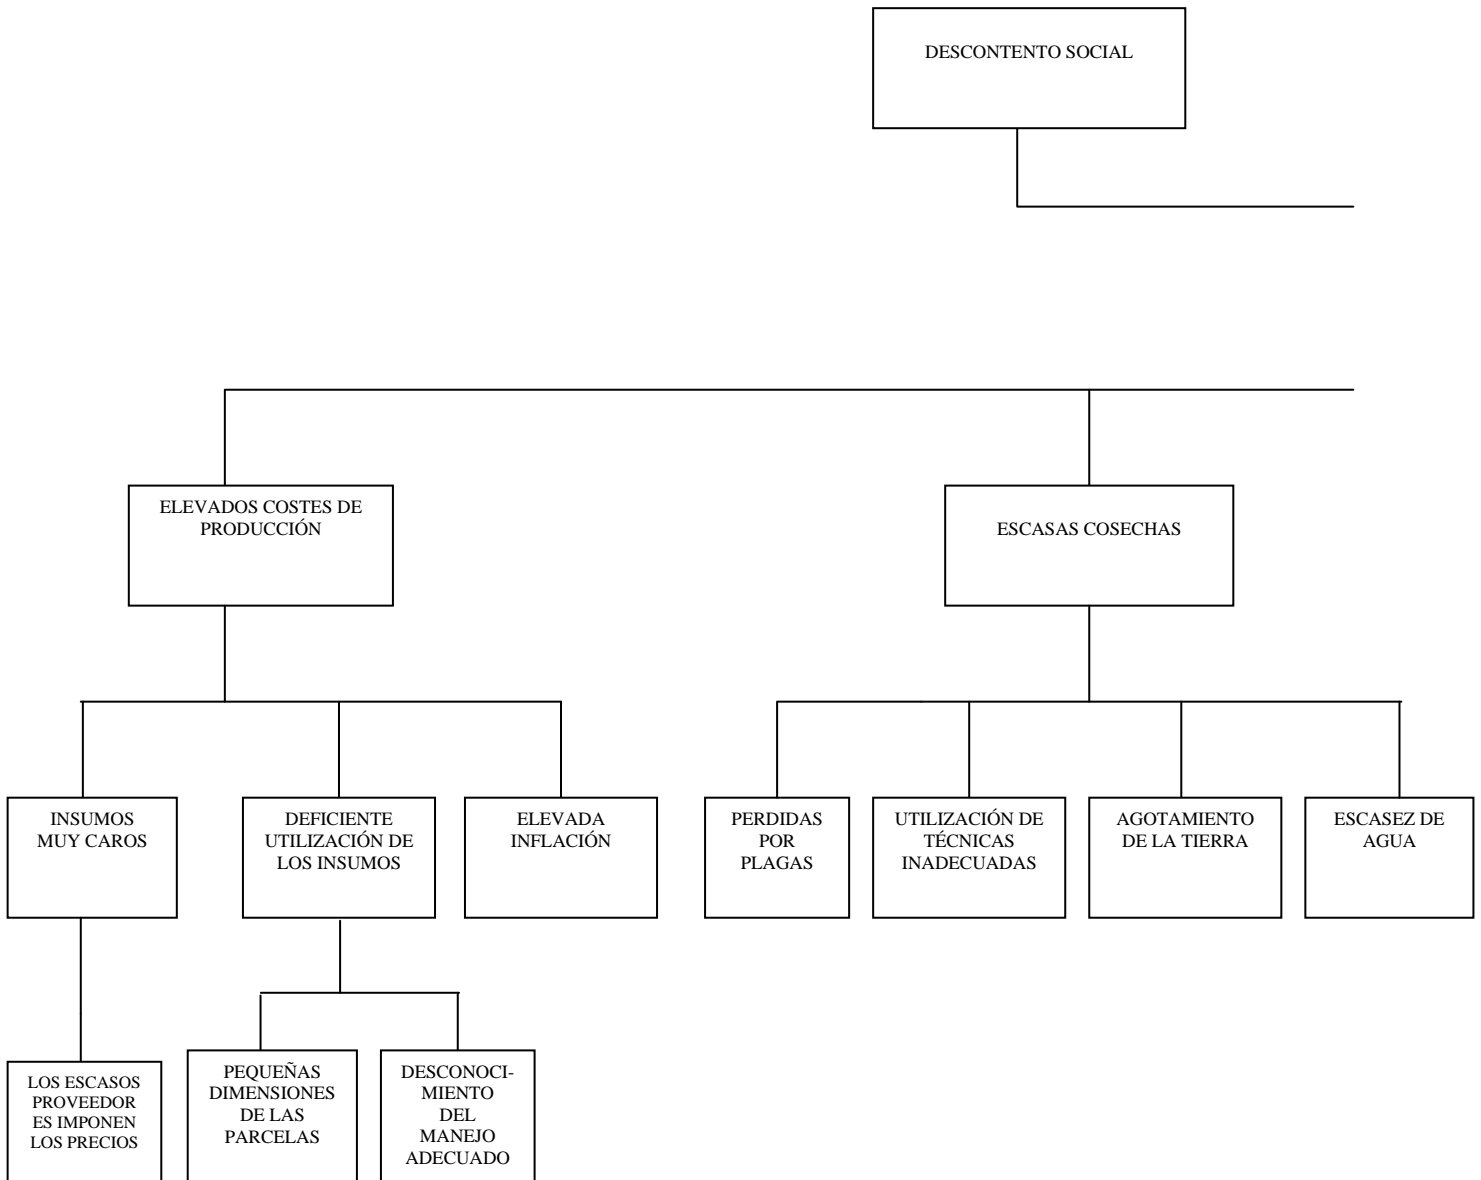 DESCONTENTO SOCIAL
ELEVADOS COSTES DE
PRODUCCIÓN
ESCASAS COSECHAS
INSUMOS
MUY CAROS
DEFICIENTE
UTILIZACIÓN DE
LOS INSUMOS
ELEVADA
INFLACIÓN
PERDIDAS
POR
PLAGAS
UTILIZACIÓN DE
TÉCNICAS
INADECUADAS
AGOTAMIENTO
DE LA TIERRA
ESCASEZ DE
AGUA
LOS ESCASOS
PROVEEDOR
ES IMPONEN
LOS PRECIOS
PEQUEÑAS
DIMENSIONES
DE LAS
PARCELAS
DESCONOCI-
MIENTO
DEL
MANEJO
ADECUADO